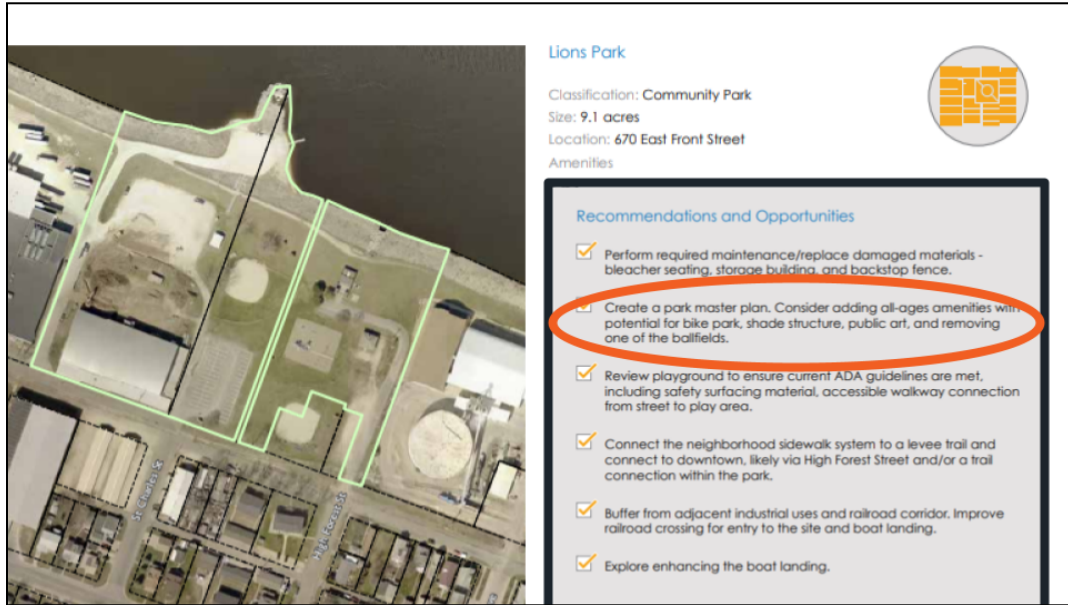 Lions Park
Classification: Community Park
Size: 9.1 acres
Location: 670 East Front Street
Amenities
Recommendations and Opportunities
Perform required maintenance/replace damaged materials -
bleacher seating, storage building, and backstop fence.
Create a park master plan. Consider adding all-ages amenities with
potential for bike park, shade structure, public art, and removing
one of the ballfields.
Review playground to ensure current ADA guidelines are met,
including safety surfacing material, accessible walkway connection
from street to play area.
Connect the neighborhood sidewalk system to a levee trail and
connect to downtown, likely via High Forest Street and/or a trail
connection within the park.
Buffer from adjacent industrial uses and railroad corridor. Improve
railroad crossing for entry to the site and boat landing.
Explore enhancing the boat landing.
St Charles St
High Forest St